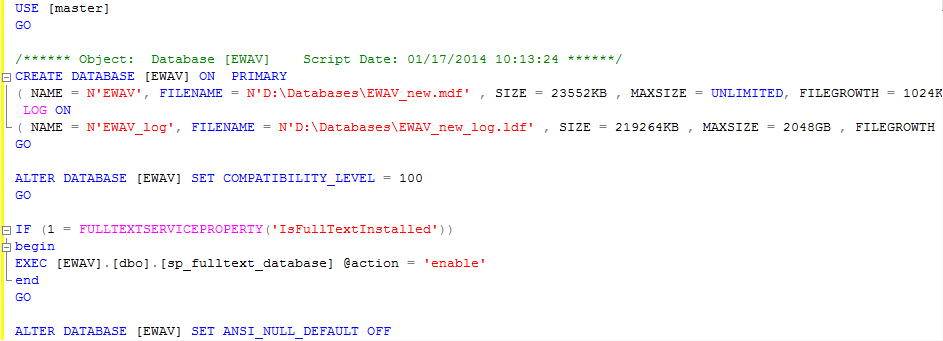 USE [master]
GO
/****** Object:  Database [EWAV]    Script Date: 01/17/2014 10:13:24 ******/
CREATE DATABASE [EWAV] ON  PRIMARY
( NAME = N'EWAV', FILENAME = N'D:\Databases\EWAV_new.mdf' , SIZE = 23552KB , MAXSIZE = UNLIMITED, FILEGROWTH = 1024K
LOG ON
( NAME = N'EWAV_log', FILENAME = N'D:\Databases\EWAV_new_log.ldf' , SIZE = 219264KB , MAXSIZE = 2048GB , FILEGROWTH
GO
ALTER DATABASE [EWAV] SET COMPATIBILITY_LEVEL = 100
GO
IF (1 = FULLTEXTSERVICEPROPERTY('IsFullTextInstalled'))
begin
EXEC [EWAV].[dbo].[sp_fulltext_database] @action = 'enable'
end
GO
ALTER DATABASE [EWAV] SET ANSI_NULL_DEFAULT OFF